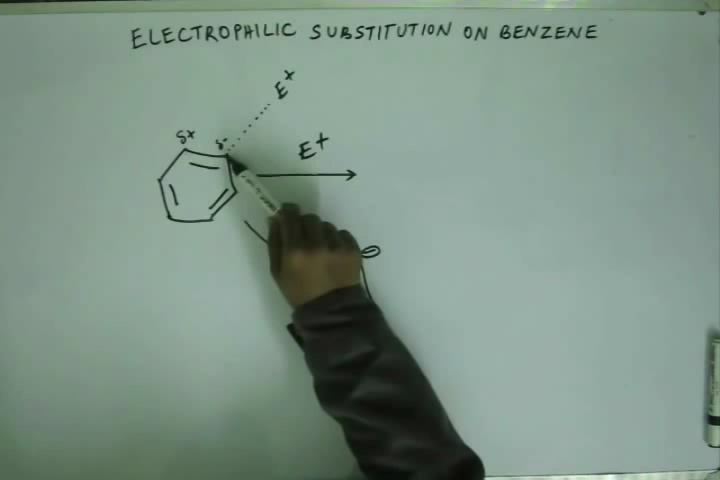 ELECTROPHILIC SUBSTITUTION ON BENZENE
E+
δ+ δ-
E+